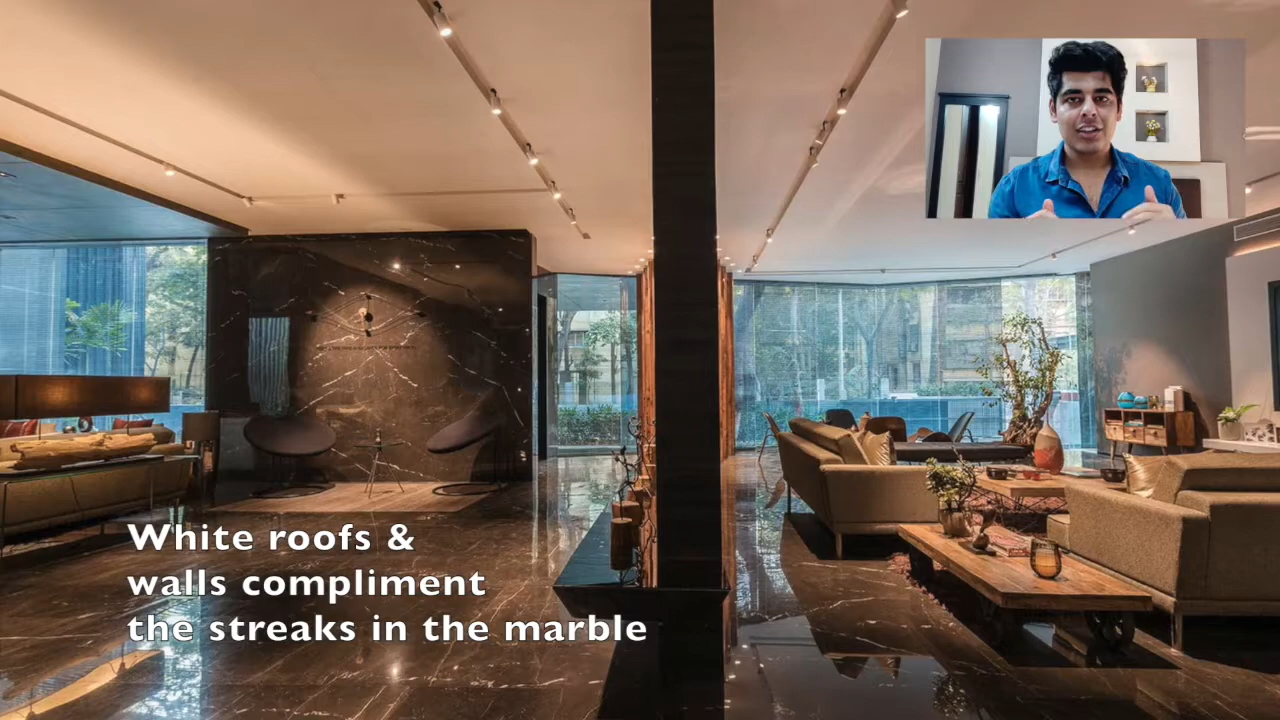 White roofs &
walls compliment
the streaks in the marble